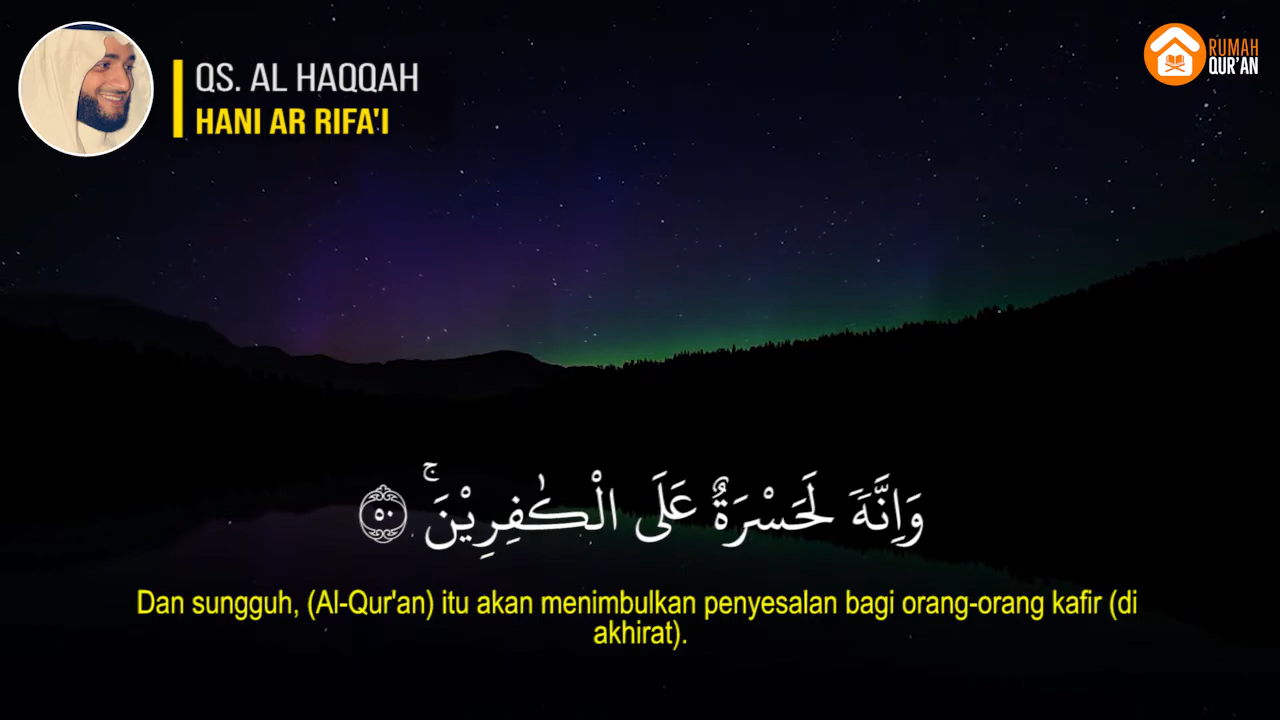 QS. AL HAQQAH
HANI AR RIFA'I
RUMAH
QUR'AN
وَاِنَّهَ لَحَسْرَةٌ عَلَى الْكٰفِرِيْنَۚ ٥٠
Dan sungguh, (Al-Qur'an) itu akan menimbulkan penyesalan bagi orang-orang kafir (di
akhirat).